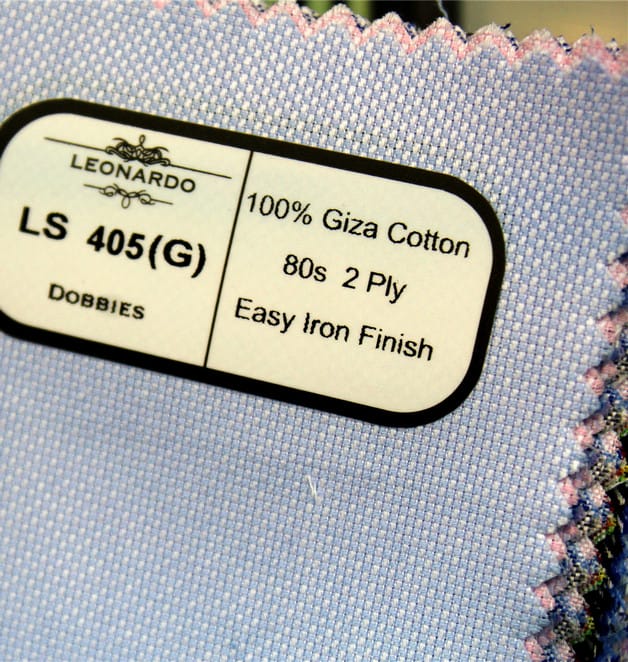 LEONARDO
LS 405(G)
DOBBIES
100% Giza Cotton
80s 2 Ply
Easy Iron Finish